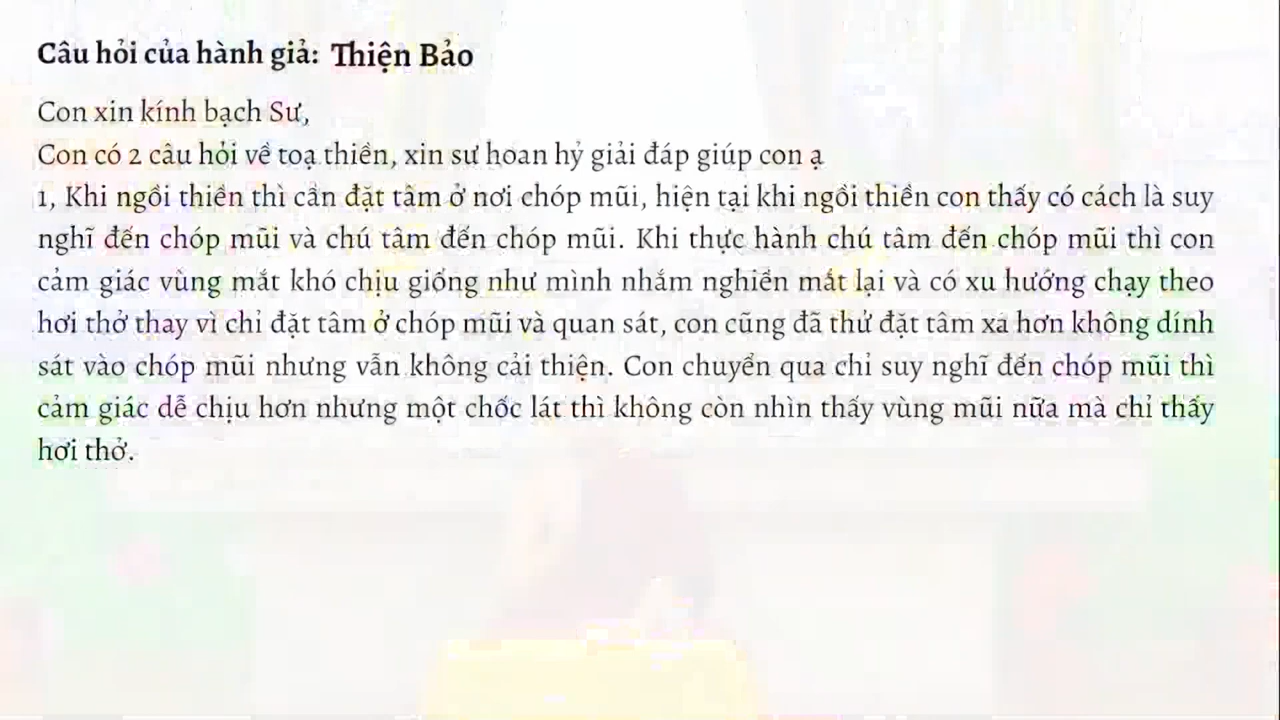 Câu hỏi của hành giả: Thiện Bảo
Con xin kính bạch Sư,
Con có 2 câu hỏi về toạ thiền, xin sư hoan hỷ giải đáp giúp con ạ
1, Khi ngồi thiền thì cần đặt tâm ở nơi chóp mũi, hiện tại khi ngồi thiền con thấy có cách là suy
nghĩ đến chóp mũi và chú tâm đến chóp mũi. Khi thực hành chú tâm đến chóp mũi thì con
cảm giác vùng mắt khó chịu giống như mình nhắm nghiền mắt lại và có xu hướng chạy theo
hơi thở thay vì chỉ đặt tâm ở chóp mũi và quan sát, con cũng đã thử đặt tâm xa hơn không dính
sát vào chóp mũi nhưng vẫn không cải thiện. Con chuyển qua chỉ suy nghĩ đến chóp mũi thì
cảm giác dễ chịu hơn nhưng một chốc lát thì không còn nhìn thấy vùng mũi nữa mà chỉ thấy
hơi thở.